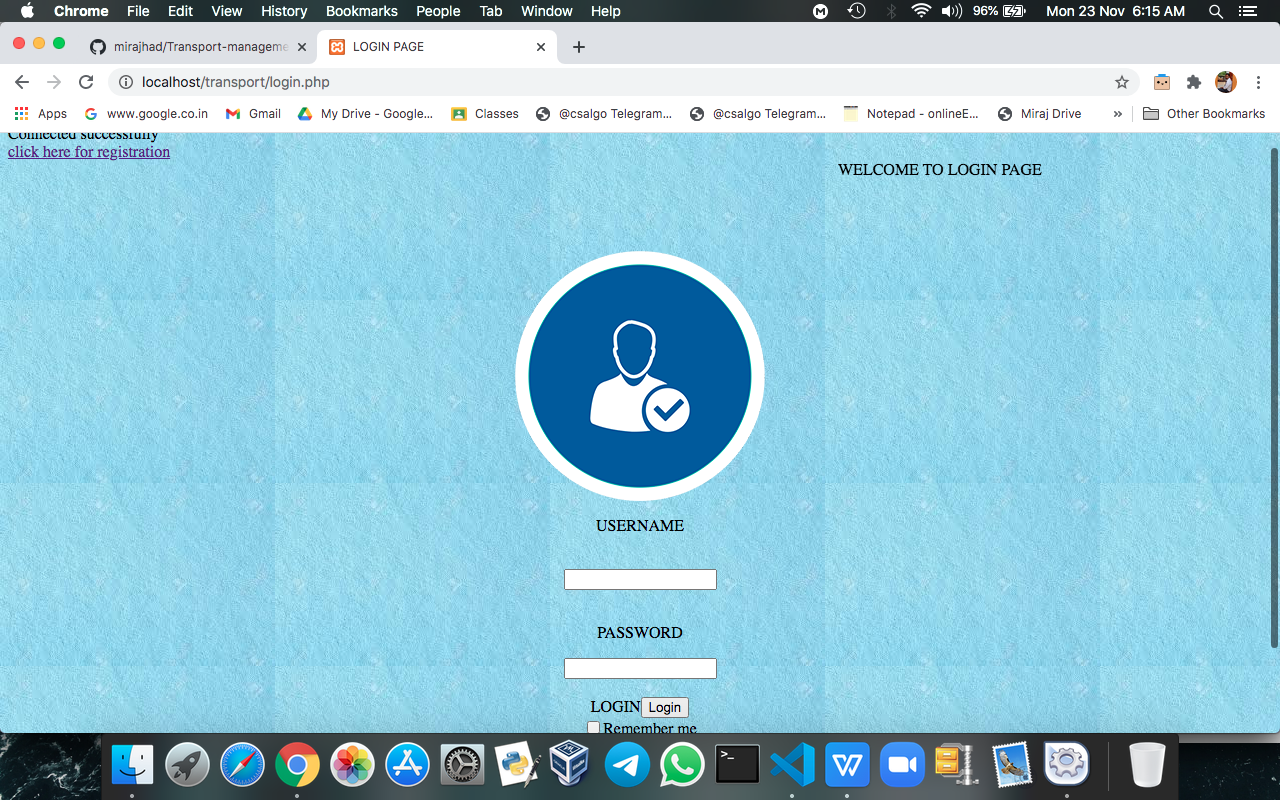 Chrome File Edit View History Bookmarks People Tab Window Help 96% Mon 23 Nov 6:15 AM
mirajhad/Transport-manageme LOGIN PAGE
localhost/transport/login.php
Apps www.google.co.in Gmail My Drive - Google... Classes @csalgo Telegram... @csalgo Telegram... Notepad - onlineE... Miraj Drive » Other Bookmarks
Connected successfully
click here for registration
WELCOME TO LOGIN PAGE
USERNAME
PASSWORD
LOGIN Login
Remember me